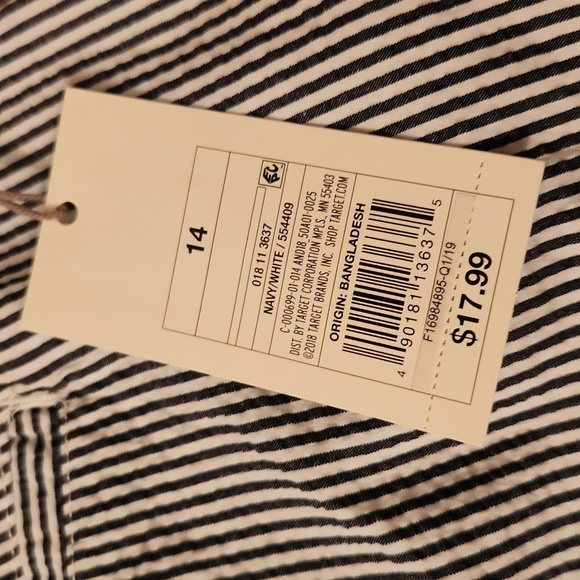 14
018 11 3637
NAVY/WHITE / 554409
C-000699-01-014 AND18 50A01-0025
DIST. BY TARGET CORPORATION MPLS, MN 55403
©2018 TARGET BRANDS, INC. SHOP TARGET.COM
ORIGIN: BANGLADESH
4 90181 13637 5
F16984895-Q1/19
$17.99